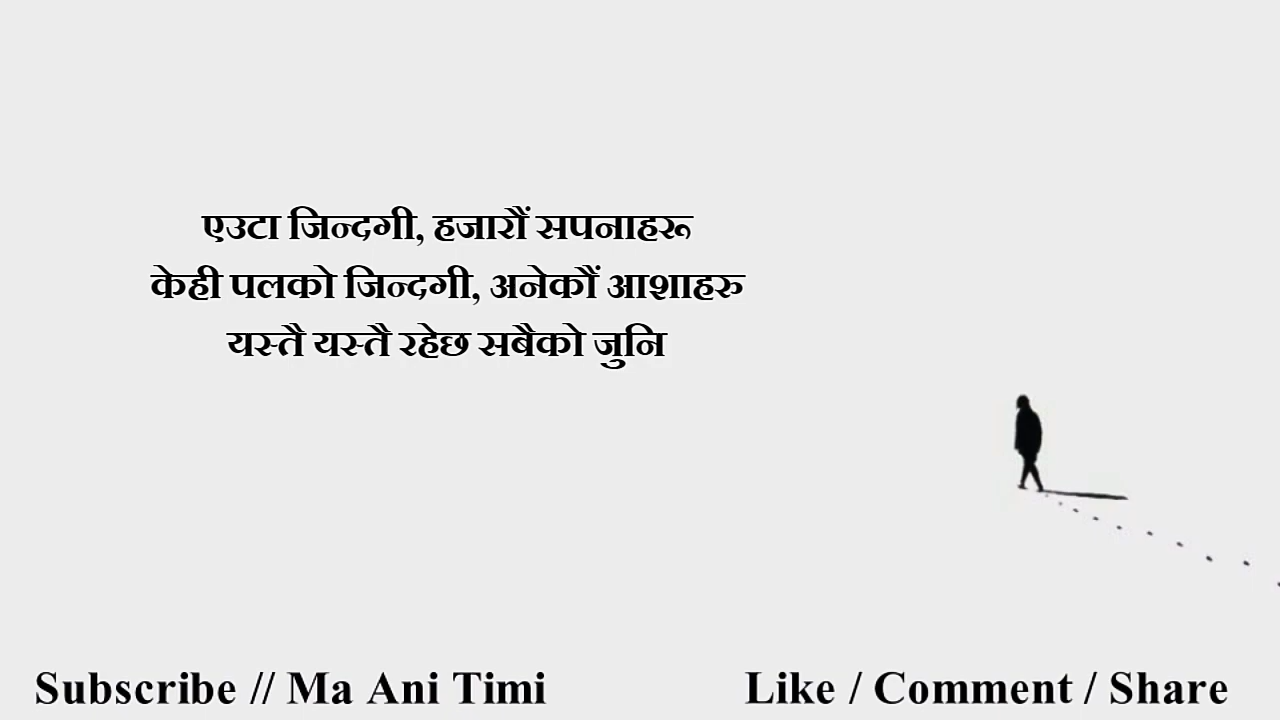 एउटा जिन्दगी, हजारौं सपनाहरू
केही पलको जिन्दगी, अनेकौं आशाहरु
यस्तै यस्तै रहेछ सबैको जुनि
Subscribe // Ma Ani Timi
Like / Comment / Share